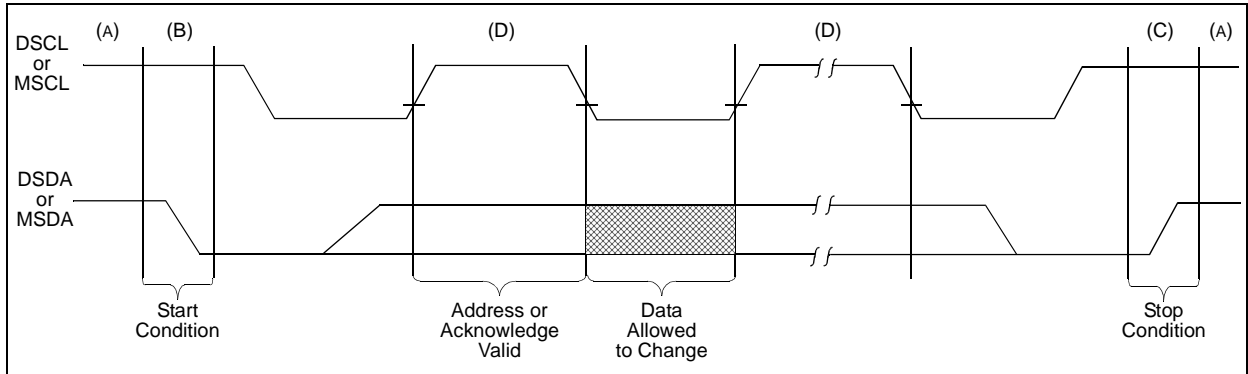 (A) (B) (D) (D) (C) (A)
DSCL
or
MSCL
DSDA
or
MSDA
Start
Condition
Address or
Acknowledge
Valid
Data
Allowed
to Change
Stop
Condition